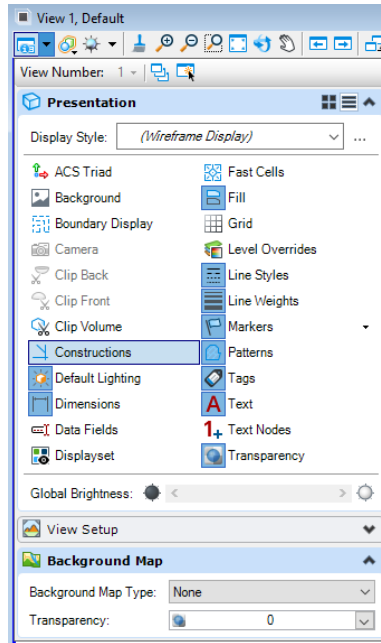 View 1, Default
View Number: 1
Presentation
Display Style: (Wireframe Display) ...
ACS Triad Fast Cells
Background Fill
Boundary Display Grid
Camera Level Overrides
Clip Back Line Styles
Clip Front Line Weights
Clip Volume Markers
Constructions Patterns
Default Lighting Tags
Dimensions Text
Data Fields Text Nodes
Displayset Transparency
Global Brightness:
View Setup
Background Map
Background Map Type: None
Transparency: 0